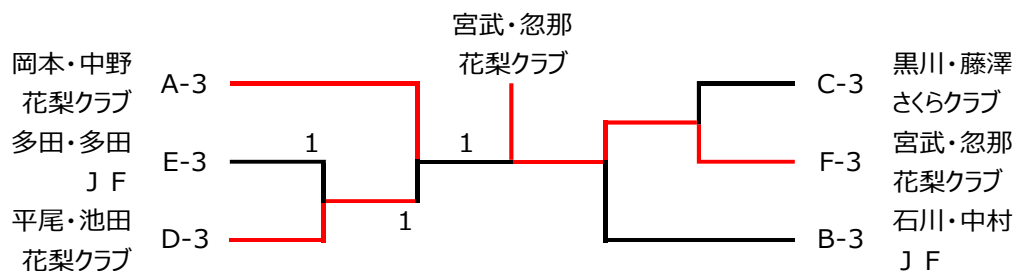 宮武・忽那
花梨クラブ
岡本・中野
花梨クラブ
A-3
多田・多田
ＪＦ
E-3
平尾・池田
花梨クラブ
D-3
1
1
1
C-3
黒川・藤澤
さくらクラブ
F-3
宮武・忽那
花梨クラブ
B-3
石川・中村
ＪＦ